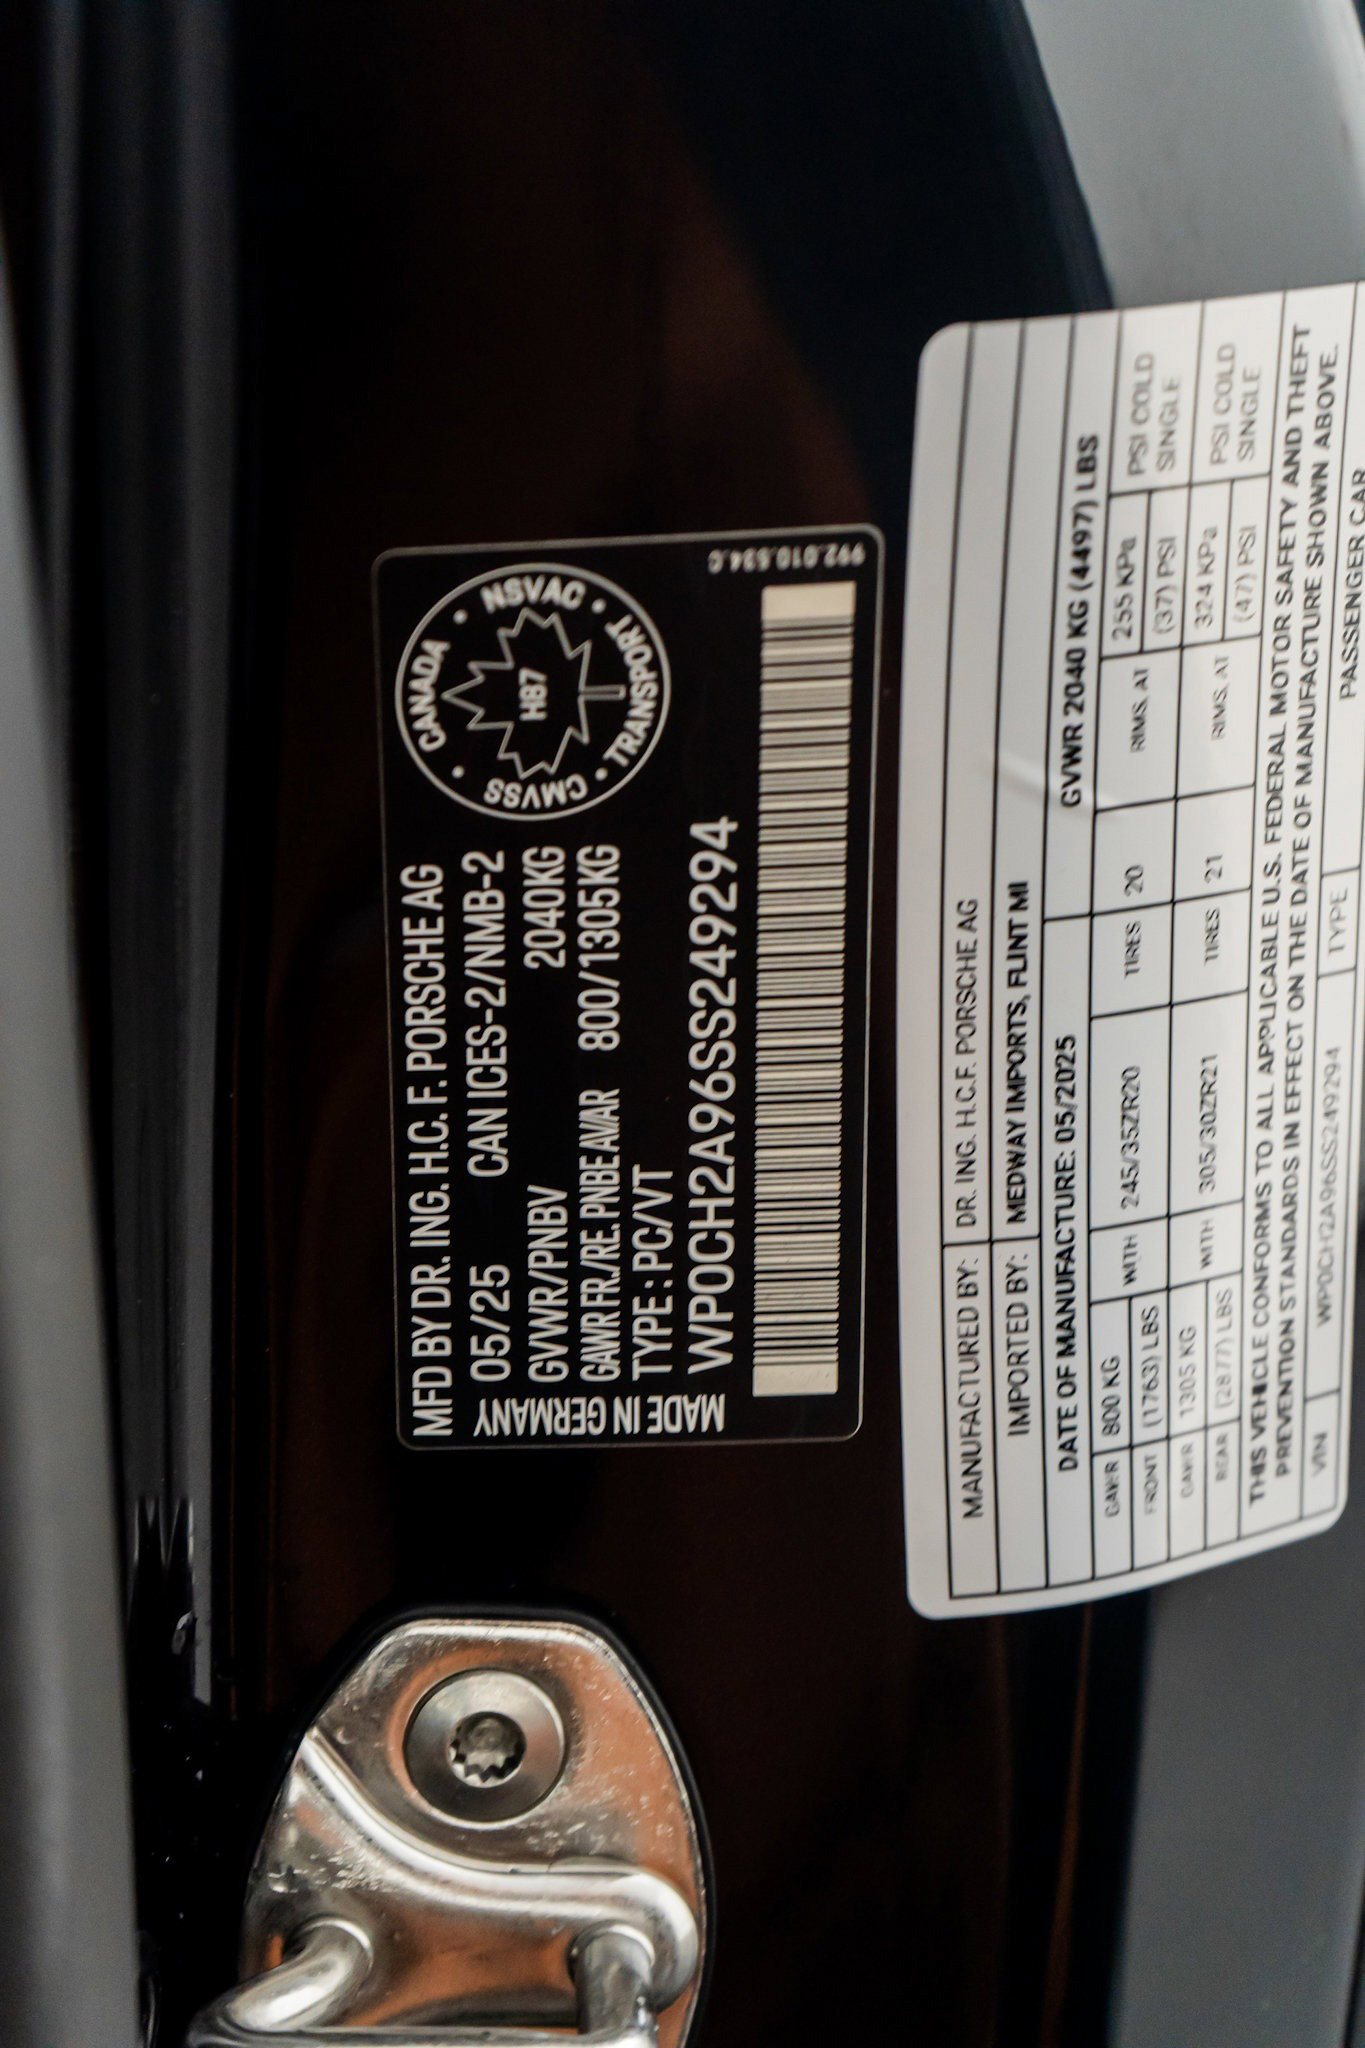 MFD BY DR. ING. H.C. F. PORSCHE AG
05/25 CAN ICES-2/NMB-2
GVWR/PNBV 2040KG
GAWR FR./RE. PNBE AV/AR 800/1305KG
TYPE : PC/VT
WP0CH2A96SS249294
MADE IN GERMANY
CANADA • NSVAC • TRANSPORT • CMVSS •
H87
992.010.534.C
MANUFACTURED BY: DR. ING. H.C.F. PORSCHE AG
IMPORTED BY: MEDWAY IMPORTS, FLINT MI
DATE OF MANUFACTURE: 05/2025 GVWR 2040 KG (4497) LBS
GAWR 800 KG WITH 245/35ZR20 TIRES 20 RIMS, AT 255 KPa PSI COLD
FRONT (1763) LBS (37) PSI SINGLE
GAWR 1305 KG WITH 305/30ZR21 TIRES 21 RIMS, AT 324 KPa PSI COLD
REAR (2877) LBS (47) PSI SINGLE
THIS VEHICLE CONFORMS TO ALL APPLICABLE U.S. FEDERAL MOTOR SAFETY AND THEFT
PREVENTION STANDARDS IN EFFECT ON THE DATE OF MANUFACTURE SHOWN ABOVE.
VIN WP0CH2A96SS249294 TYPE PASSENGER CAR